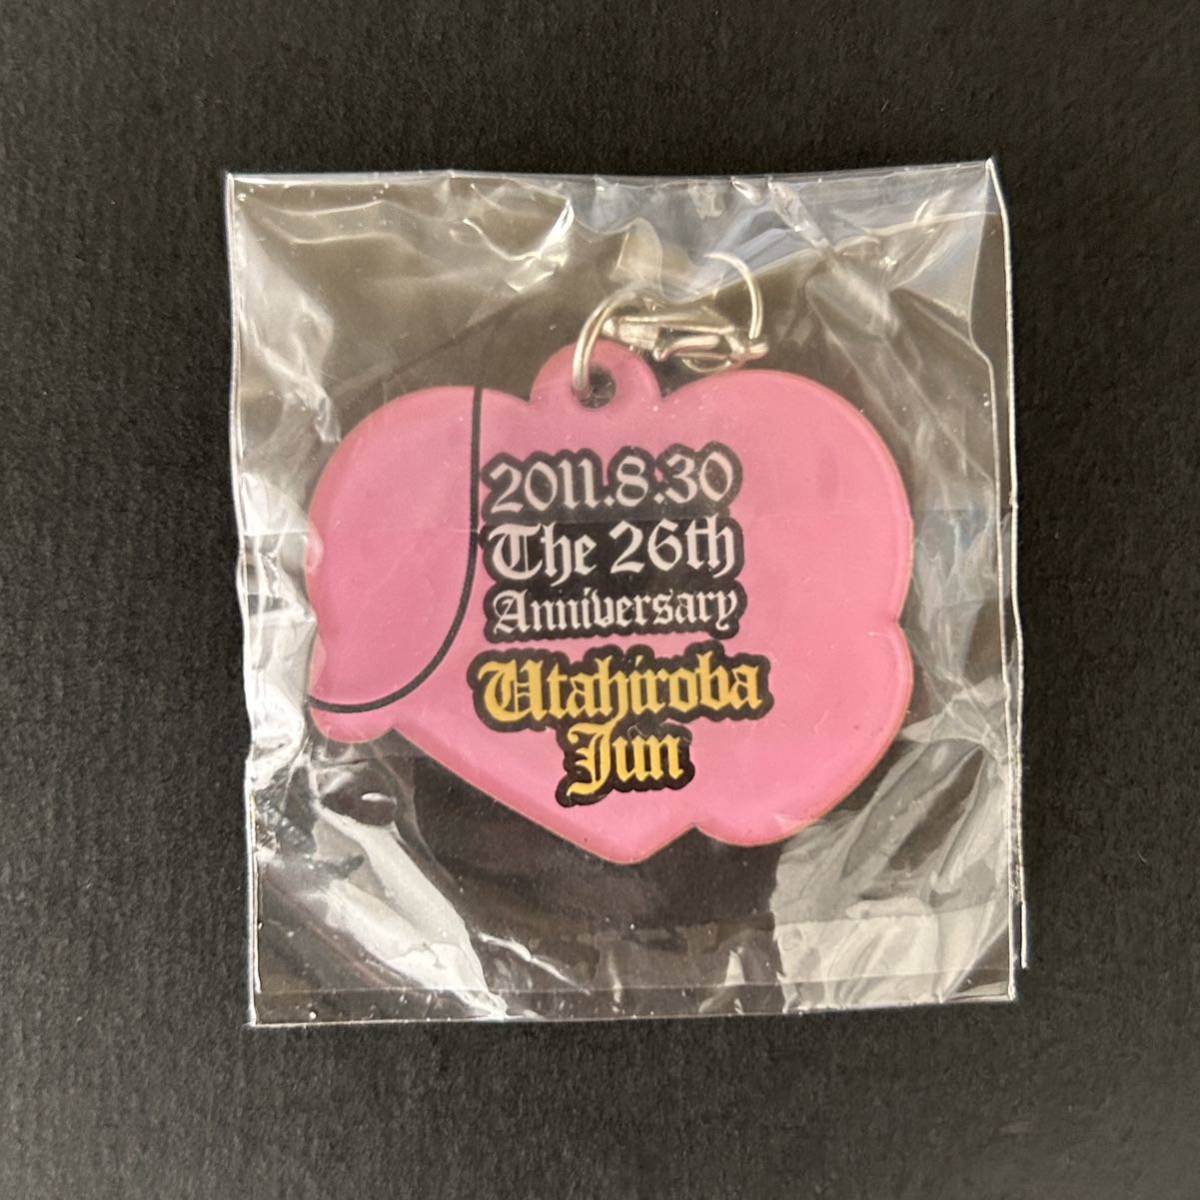 2011.8.30
The 26th
Anniversary
Utahiroba
Jun